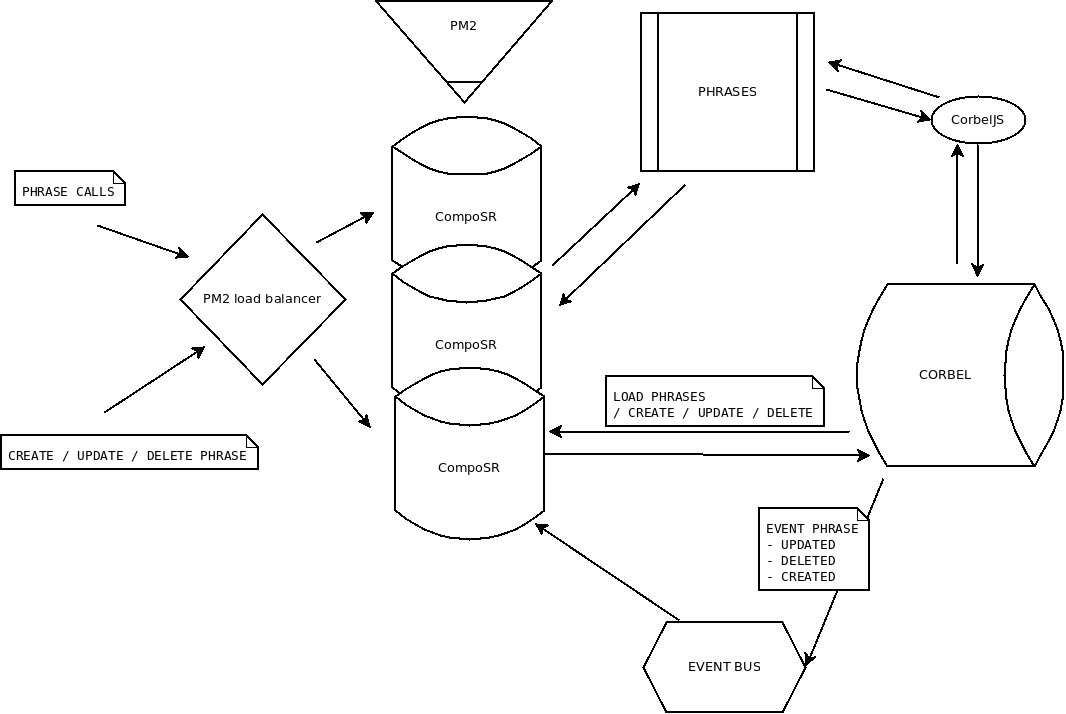 PM2
PHRASES
CorbelJS
PHRASE CALLS
CompoSR
PM2 load balancer
CompoSR
CORBEL
LOAD PHRASES
/ CREATE / UPDATE / DELETE
CREATE / UPDATE / DELETE PHRASE
CompoSR
EVENT PHRASE
- UPDATED
- DELETED
- CREATED
EVENT BUS